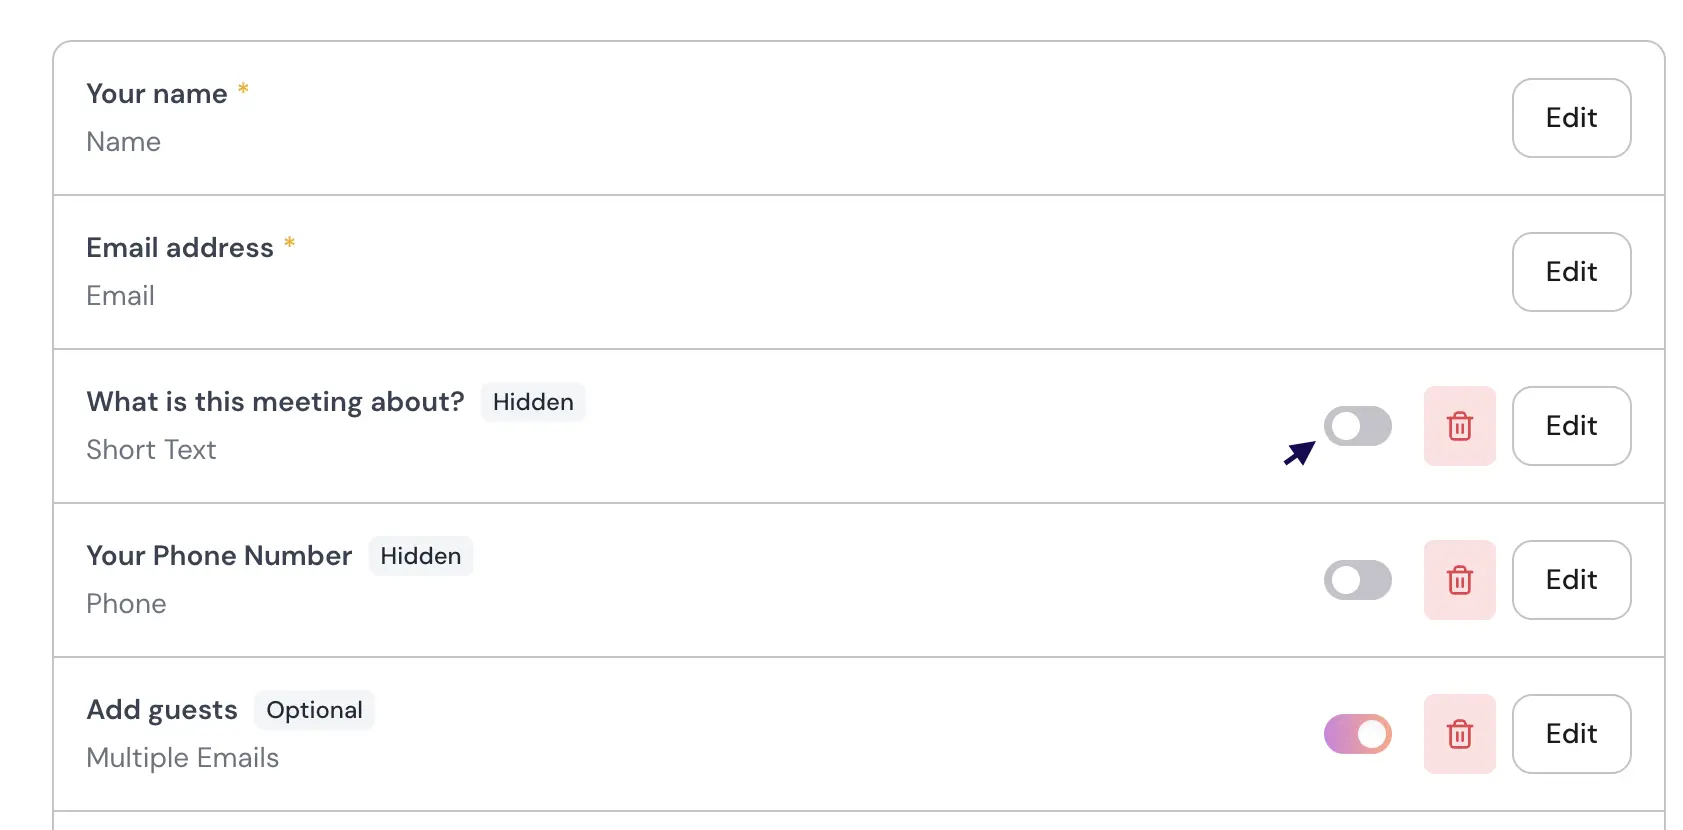 Your name *
Name
Edit
Email address *
Email
Edit
What is this meeting about? Hidden
Short Text
Edit
Your Phone Number Hidden
Phone
Edit
Add guests Optional
Multiple Emails
Edit